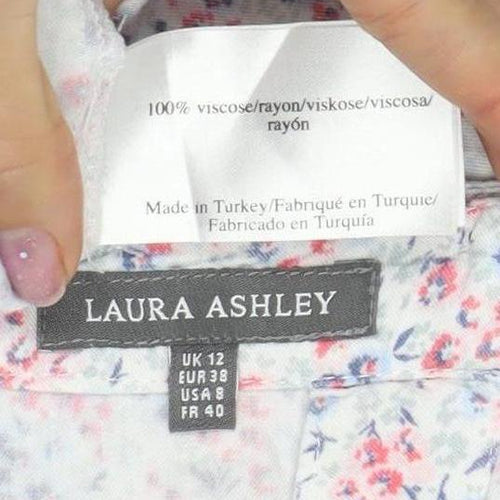 100% viscose/rayon/viskose/viscosa/
rayón
Made in Turkey/Fabriqué en Turquie/
Fabricado en Turquía
LAURA ASHLEY
UK 12
EUR 38
USA 8
FR 40